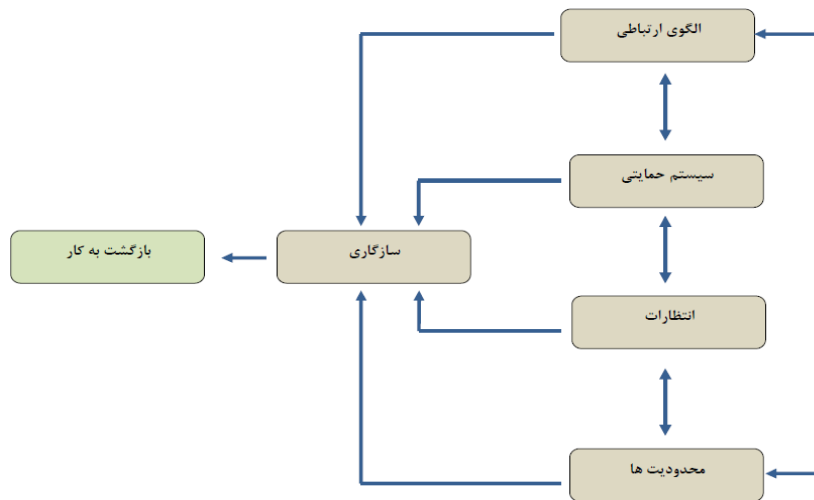 الگوی ارتباطی
سیستم حمایتی
سازگاری
بازگشت به کار
انتظارات
محدودیت ها